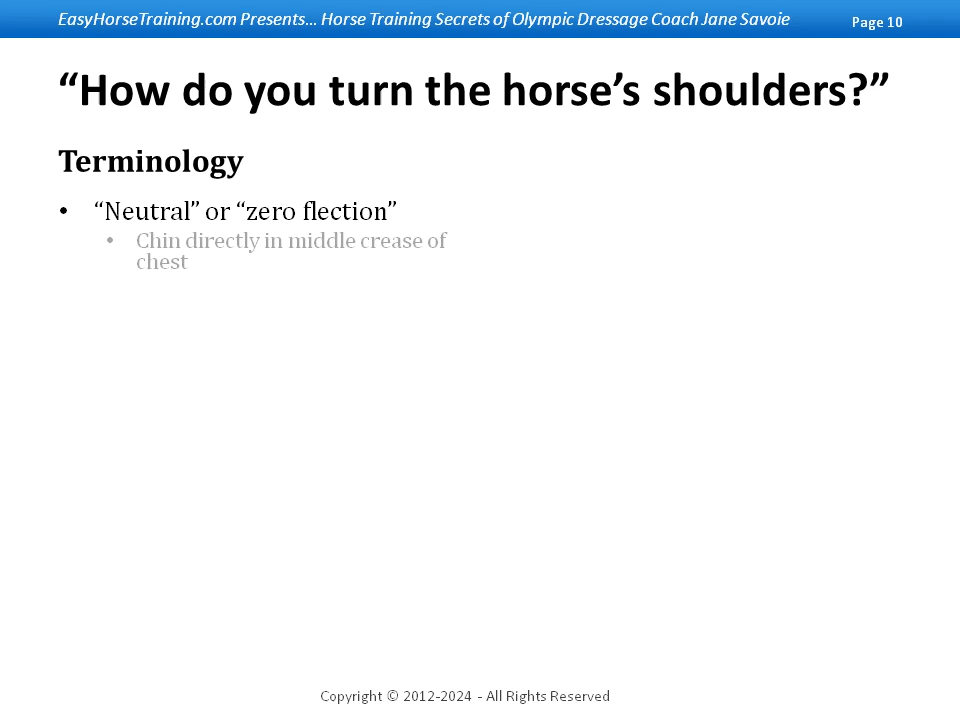 EasyHorseTraining.com Presents… Horse Training Secrets of Olympic Dressage Coach Jane Savoie
Page 10
“How do you turn the horse’s shoulders?”
Terminology
• “Neutral” or “zero flection”
• Chin directly in middle crease of
chest
Copyright © 2012-2024 - All Rights Reserved